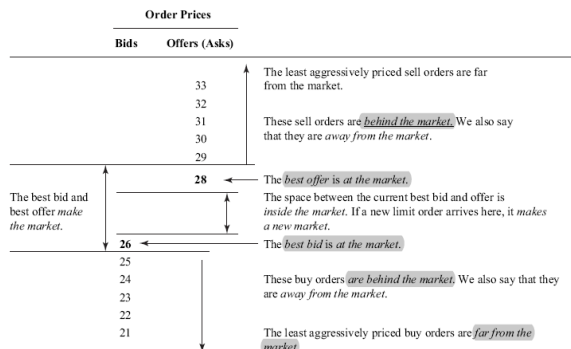 Order Prices
Bids Offers (Asks)
The least aggressively priced sell orders are far
from the market.
33
32
31
These sell orders are behind the market. We also say
that they are away from the market.
30
29
28
The best offer is at the market.
The best bid and
best offer make
the market.
The space between the current best bid and offer is
inside the market. If a new limit order arrives here, it makes
a new market.
26
The best bid is at the market.
25
24
23
22
21
These buy orders are behind the market. We also say that they
are away from the market.
The least aggressively priced buy orders are far from the
market.